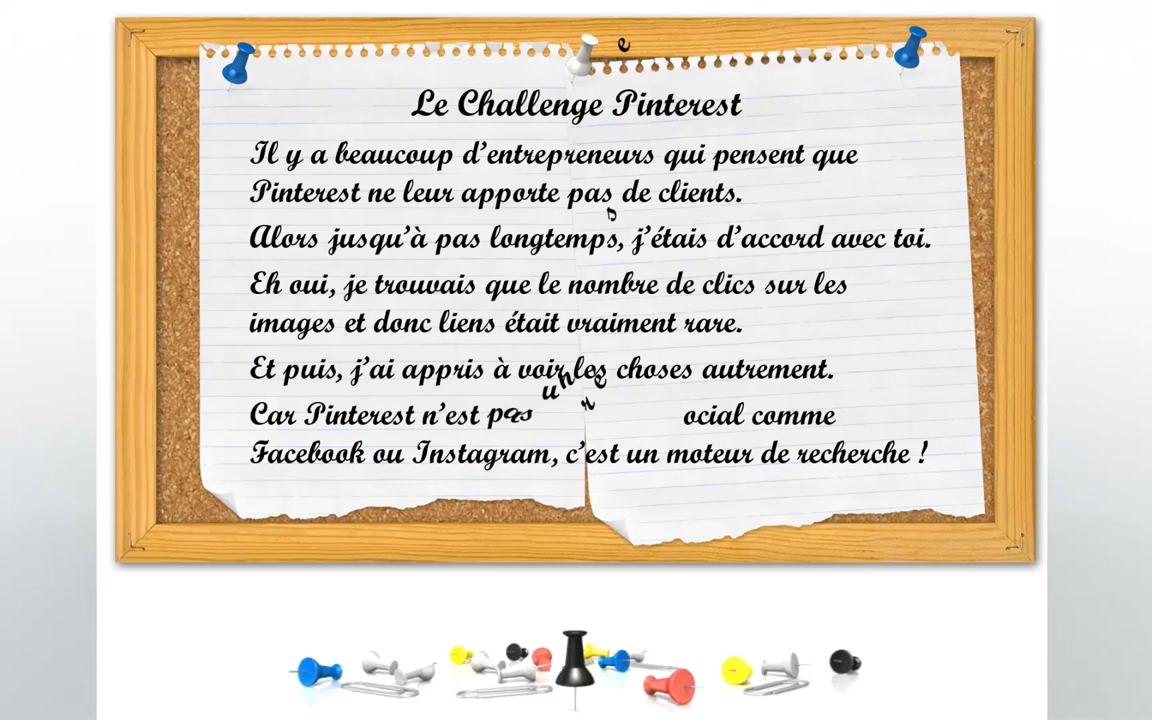 Le Challenge Pinterest
Il y a beaucoup d'entrepreneurs qui pensent que
Pinterest ne leur apporte pas de clients.
Alors jusqu'à pas longtemps, j'étais d'accord avec toi.
Eh oui, je trouvais que le nombre de clics sur les
images et donc liens était vraiment rare.
Et puis, j'ai appris à voir les choses autrement.
Car Pinterest n'est pas un ocial comme
Facebook ou Instagram, c'est un moteur de recherche !